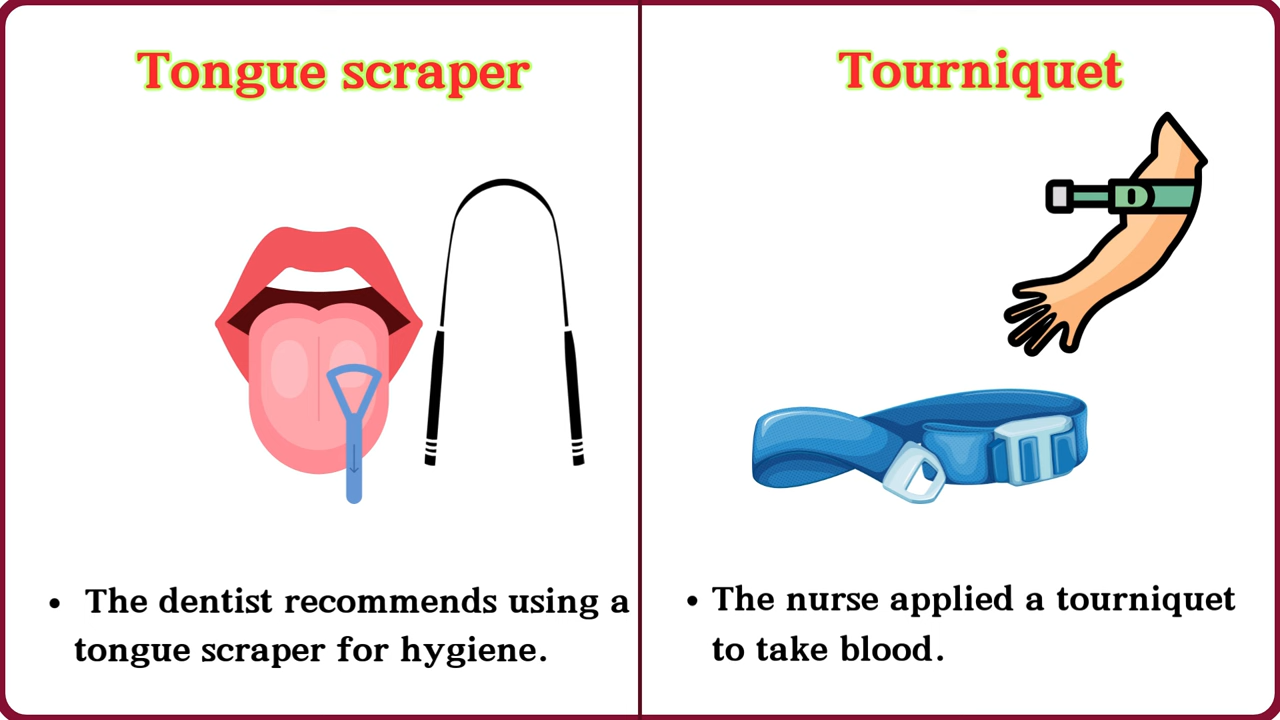 Tongue scraper
• The dentist recommends using a
tongue scraper for hygiene.
Tourniquet
• The nurse applied a tourniquet
to take blood.